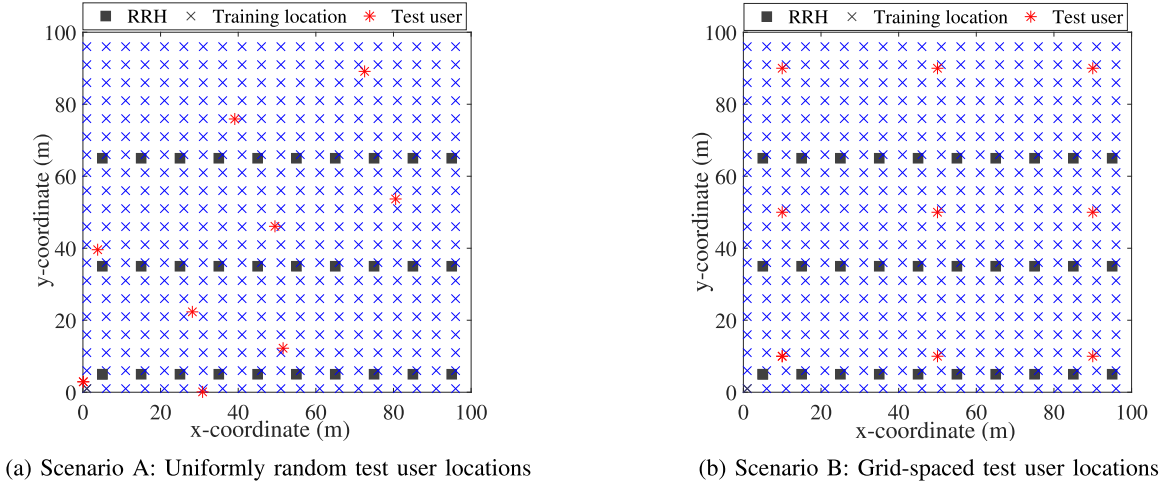 RRH Training location Test user
100
80
60
40
20
0
0 20 40 60 80 100
y-coordinate (m)
x-coordinate (m)
(a) Scenario A: Uniformly random test user locations
RRH Training location Test user
100
80
60
40
20
0
0 20 40 60 80 100
y-coordinate (m)
x-coordinate (m)
(b) Scenario B: Grid-spaced test user locations